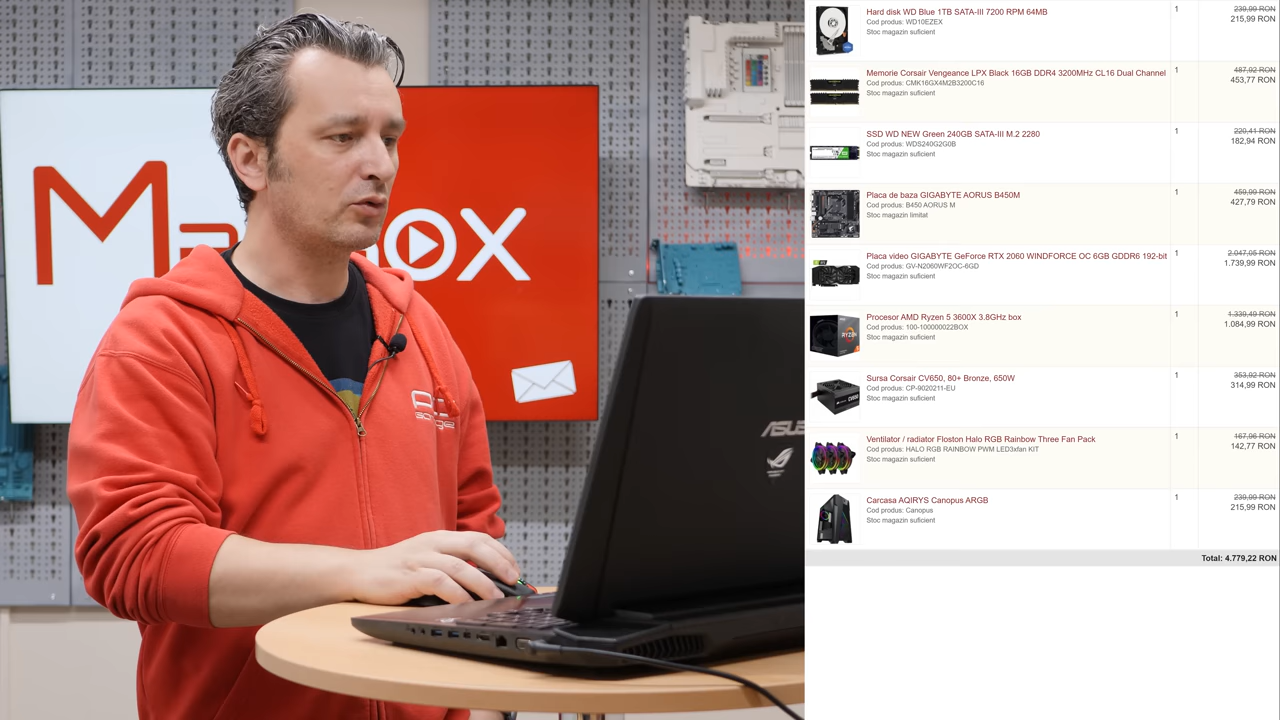 M OX
ASUS
Hard disk WD Blue 1TB SATA-III 7200 RPM 64MB
Cod produs: WD10EZEX
Stoc magazin suficient
1
239,99 RON
215,99 RON
Memorie Corsair Vengeance LPX Black 16GB DDR4 3200MHz CL16 Dual Channel
Cod produs: CMK16GX4M2B3200C16
Stoc magazin suficient
1
487,92 RON
453,77 RON
SSD WD NEW Green 240GB SATA-III M.2 2280
Cod produs: WDS240G2G0B
Stoc magazin suficient
1
220,41 RON
182,94 RON
Placa de baza GIGABYTE AORUS B450M
Cod produs: B450 AORUS M
Stoc magazin limitat
1
459,99 RON
427,79 RON
Placa video GIGABYTE GeForce RTX 2060 WINDFORCE OC 6GB GDDR6 192-bit
Cod produs: GV-N2060WF2OC-6GD
Stoc magazin suficient
1
2.047,05 RON
1.739,99 RON
Procesor AMD Ryzen 5 3600X 3.8GHz box
Cod produs: 100-100000022BOX
Stoc magazin suficient
1
1.339,49 RON
1.084,99 RON
RYZEN
Sursa Corsair CV650, 80+ Bronze, 650W
Cod produs: CP-9020211-EU
Stoc magazin suficient
1
353,92 RON
314,99 RON
Ventilator / radiator Floston Halo RGB Rainbow Three Fan Pack
Cod produs: HALO RGB RAINBOW PWM LED3xfan KIT
Stoc magazin suficient
1
167,96 RON
142,77 RON
Carcasa AQIRYS Canopus ARGB
Cod produs: Canopus
Stoc magazin suficient
1
239,99 RON
215,99 RON
Total: 4.779,22 RON